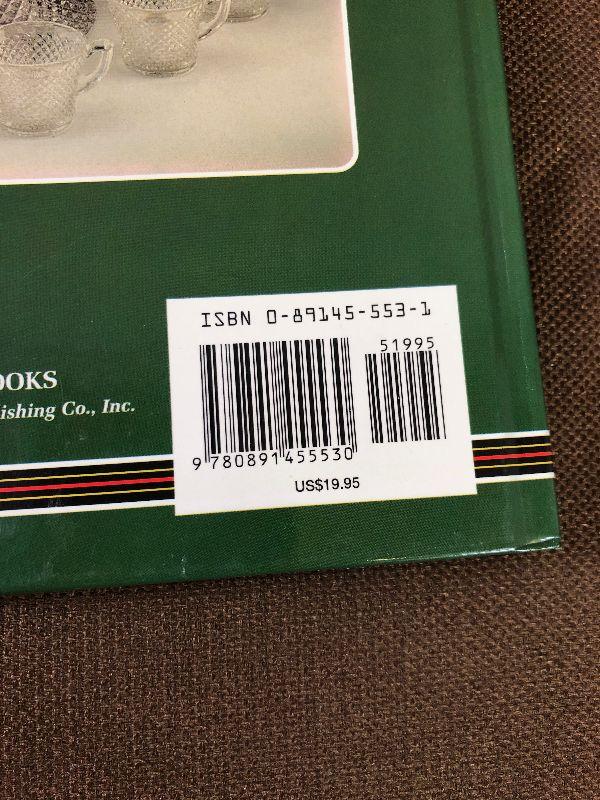 ISBN 0-89145-553-1
51995
OOKS
ishing Co., Inc.
9 780891 455530
US$19.95